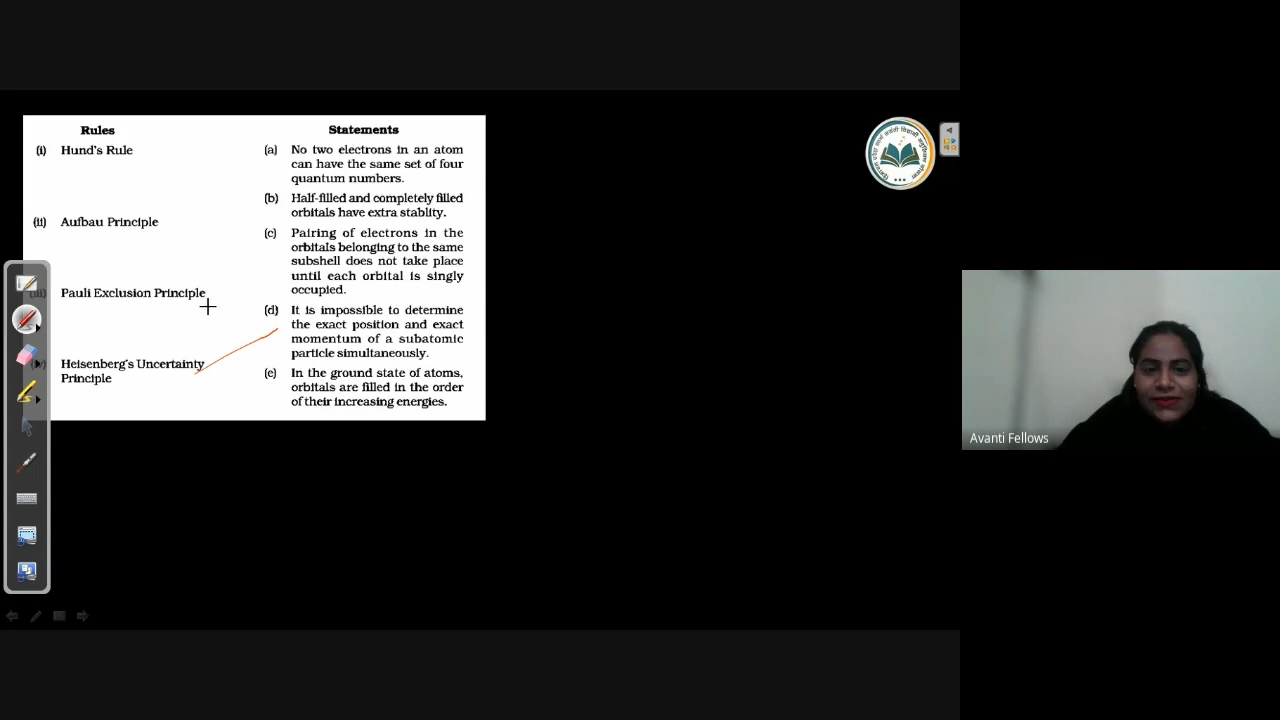 Rules
Statements
(i) Hund's Rule
(a) No two electrons in an atom
can have the same set of four
quantum numbers.
(b) Half-filled and completely filled
orbitals have extra stablity.
(ii) Aufbau Principle
(c) Pairing of electrons in the
orbitals belonging to the same
subshell does not take place
until each orbital is singly
occupied.
Pauli Exclusion Principle
(d) It is impossible to determine
the exact position and exact
momentum of a subatomic
particle simultaneously.
Heisenberg's Uncertainty
Principle
(e) In the ground state of atoms,
orbitals are filled in the order
of their increasing energies.
Avanti Fellows